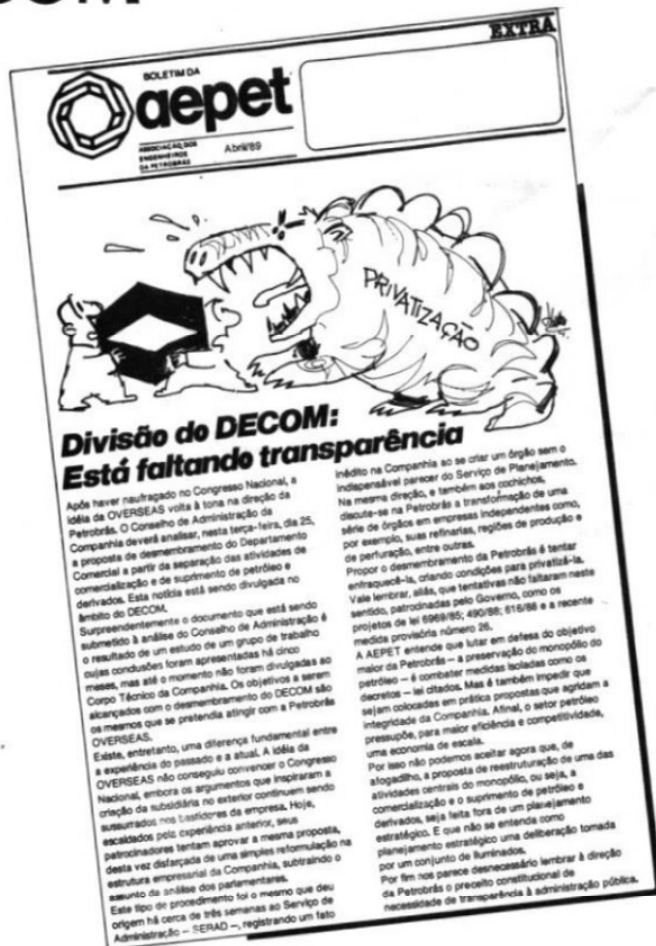 EXTRA
BOLETIM DA
aepet
ASSOCIAÇÃO DOS
ENGENHEIROS
DA PETROBRÁS
Abril/89
PRIVATIZAÇÃO
Divisão do DECOM:
Está faltando transparência
Após haver naufragado no Congresso Nacional, a
idéia da OVERSEAS volta à tona na direção da
Petrobrás. O Conselho de Administração da
Companhia deverá analisar, nesta terça-feira, dia 25,
a proposta de desmembramento do Departamento
Comercial a partir da separação das atividades de
comercialização e de suprimento de petróleo e
derivados. Esta notícia está sendo divulgada no
âmbito do DECOM.
Surpreendentemente o documento que está sendo
submetido à análise do Conselho de Administração é
o resultado de um estudo de um grupo de trabalho
cujas conclusões foram apresentadas há cinco
meses, mas até o momento não foram divulgadas ao
Corpo Técnico da Companhia. Os objetivos a serem
alcançados com o desmembramento do DECOM são
os mesmos que se pretendia atingir com a Petrobrás
OVERSEAS.
Existe, entretanto, uma diferença fundamental entre
a experiência do passado e a atual. A idéia da
OVERSEAS não conseguiu convencer o Congresso
Nacional, embora os argumentos que inspiraram a
criação da subsidiária no exterior continuem sendo
sussurrados nos bastidores da empresa. Hoje,
escaldados pela experiência anterior, seus
patrocinadores tentam aprovar a mesma proposta,
desta vez disfarçada de uma simples reformulação na
estrutura empresarial da Companhia, subtraindo o
assunto da análise dos parlamentares.
Este tipo de procedimento foi o mesmo que deu
origem há cerca de três semanas ao Serviço de
Administração — SERAD —, registrando um fato
inédito na Companhia ao se criar um órgão sem o
indispensável parecer do Serviço de Planejamento.
Na mesma direção, e também aos cochichos,
discute-se na Petrobrás a transformação de uma
série de órgãos em empresas independentes como,
por exemplo, suas refinarias, regiões de produção e
de perfuração, entre outras.
Propor o desmembramento da Petrobrás é tentar
enfraquecê-la, criando condições para privatizá-la.
Vale lembrar, aliás, que tentativas não faltaram neste
sentido, patrocinadas pelo Governo, como os
projetos de lei 6969/85; 490/88; 616/88 e a recente
medida provisória número 26.
A AEPET entende que lutar em defesa do objetivo
maior da Petrobrás — a preservação do monopólio do
petróleo — é combater medidas isoladas como os
decretos — lei citados. Mas é também impedir que
sejam colocadas em prática propostas que agridam a
integridade da Companhia. Afinal, o setor petróleo
pressupõe, para maior eficiência e competitividade,
uma economia de escala.
Por isso não podemos aceitar agora que, de
afogadilho, a proposta de reestruturação de uma das
atividades centrais do monopólio, ou seja, a
comercialização e o suprimento de petróleo e
derivados, seja feita fora de um planejamento
estratégico. E que não se entenda como
planejamento estratégico uma deliberação tomada
por um conjunto de iluminados.
Por fim nos parece desnecessário lembrar à direção
da Petrobrás o preceito constitucional de
necessidade de transparência à administração pública.